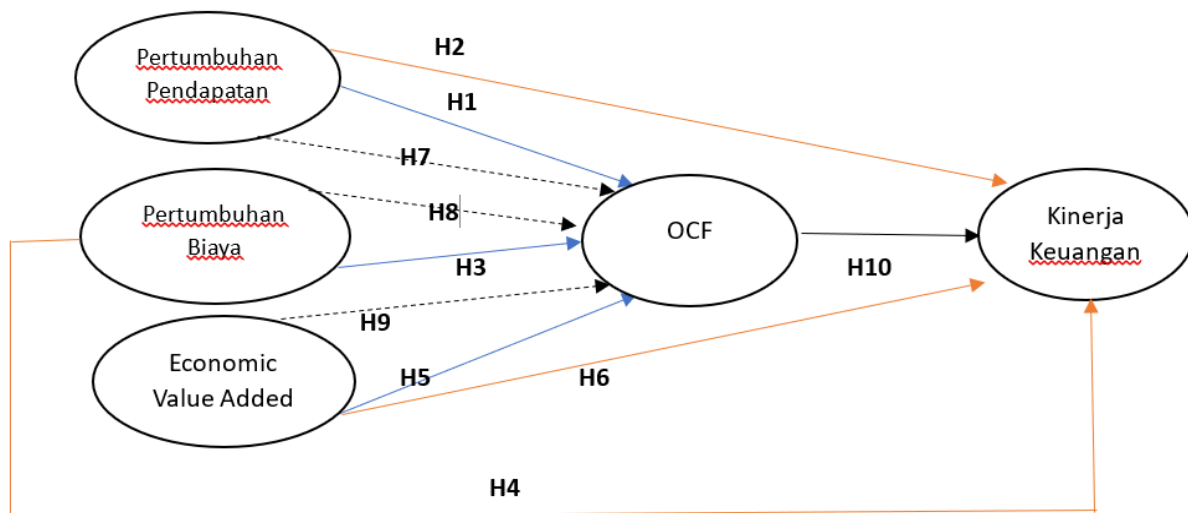 Pertumbuhan
Pendapatan
H2
H1
H7
Pertumbuhan
Biaya
H8
H3
OCF
Kinerja
Keuangan
H10
H9
Economic
Value Added
H5
H6
H4